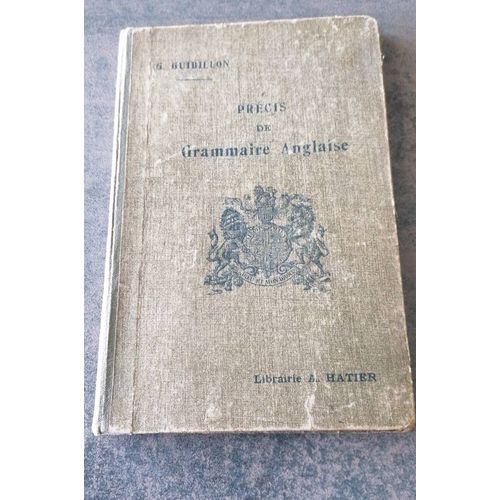 G. GUIBILLON
PRÉCIS
DE
Grammaire Anglaise
Librairie A. HATIER